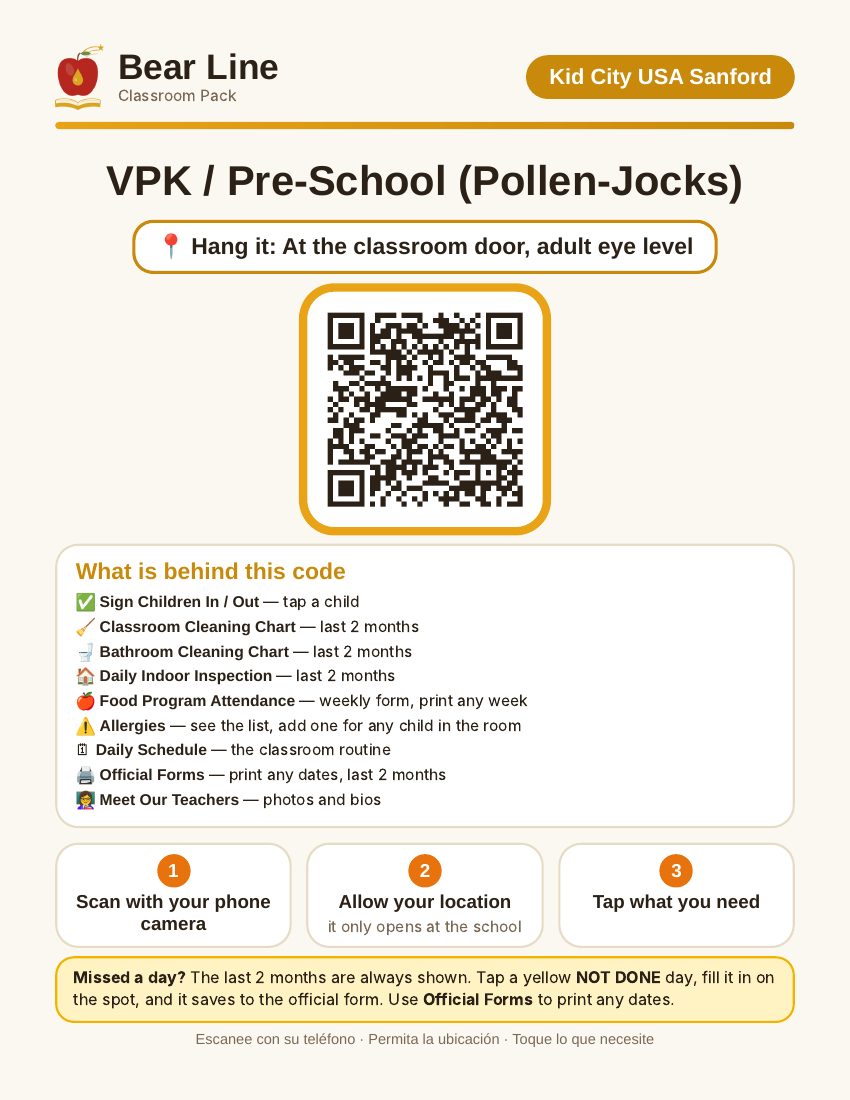 Bear Line
Classroom Pack
Kid City USA Sanford
VPK / Pre-School (Pollen-Jocks)
📍 Hang it: At the classroom door, adult eye level
What is behind this code
✅ Sign Children In / Out — tap a child
🧹 Classroom Cleaning Chart — last 2 months
🚽 Bathroom Cleaning Chart — last 2 months
🏠 Daily Indoor Inspection — last 2 months
🍎 Food Program Attendance — weekly form, print any week
⚠️ Allergies — see the list, add one for any child in the room
🗓 Daily Schedule — the classroom routine
🖨️ Official Forms — print any dates, last 2 months
👩‍🏫 Meet Our Teachers — photos and bios
1
Scan with your phone
camera
2
Allow your location
it only opens at the school
3
Tap what you need
Missed a day? The last 2 months are always shown. Tap a yellow NOT DONE day, fill it in on
the spot, and it saves to the official form. Use Official Forms to print any dates.
Escanee con su teléfono · Permita la ubicación · Toque lo que necesite